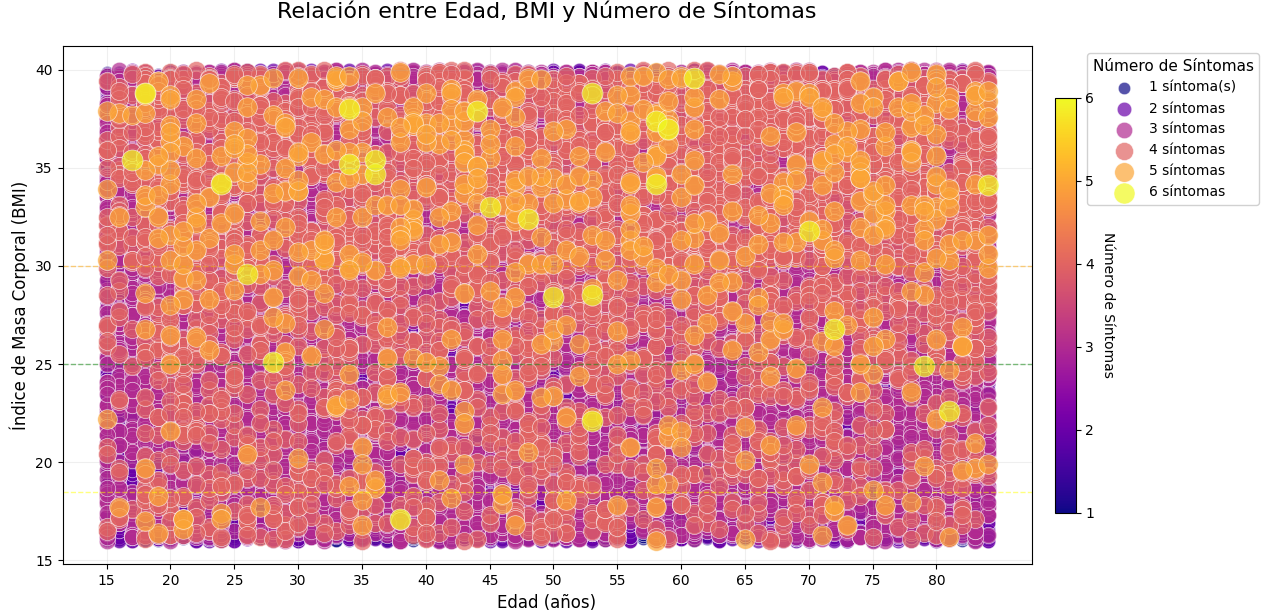 Relación entre Edad, BMI y Número de Síntomas
Índice de Masa Corporal (BMI)
40
35
30
25
20
15
15 20 25 30 35 40 45 50 55 60 65 70 75 80
Edad (años)
Número de Síntomas
1 síntoma(s)
2 síntomas
3 síntomas
4 síntomas
5 síntomas
6 síntomas
6
5
4
3
2
1
Número de Síntomas